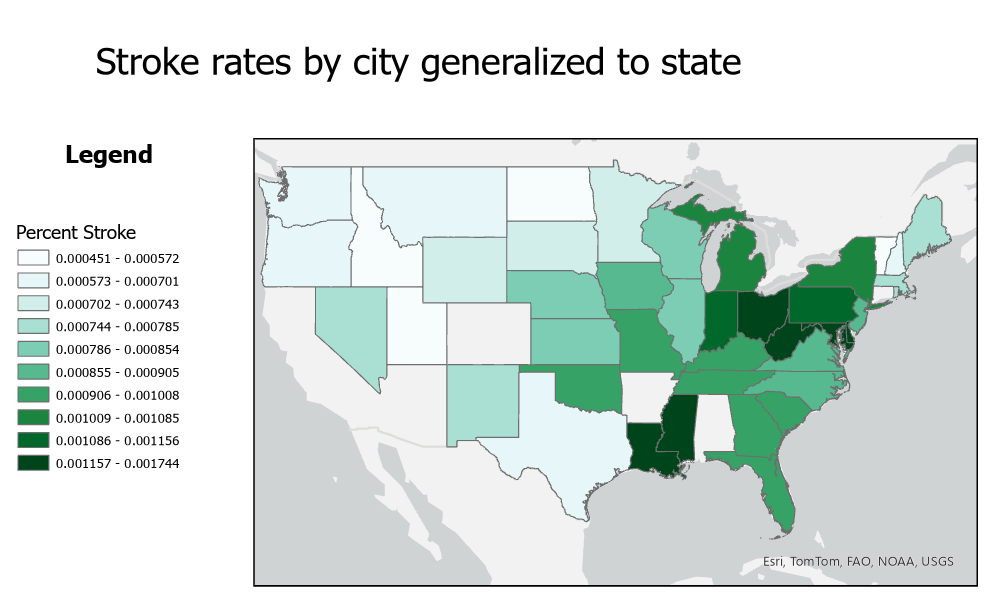 Stroke rates by city generalized to state
Legend
Percent Stroke
0.000451 - 0.000572
0.000573 - 0.000701
0.000702 - 0.000743
0.000744 - 0.000785
0.000786 - 0.000854
0.000855 - 0.000905
0.000906 - 0.001008
0.001009 - 0.001085
0.001086 - 0.001156
0.001157 - 0.001744
Esri, TomTom, FAO, NOAA, USGS